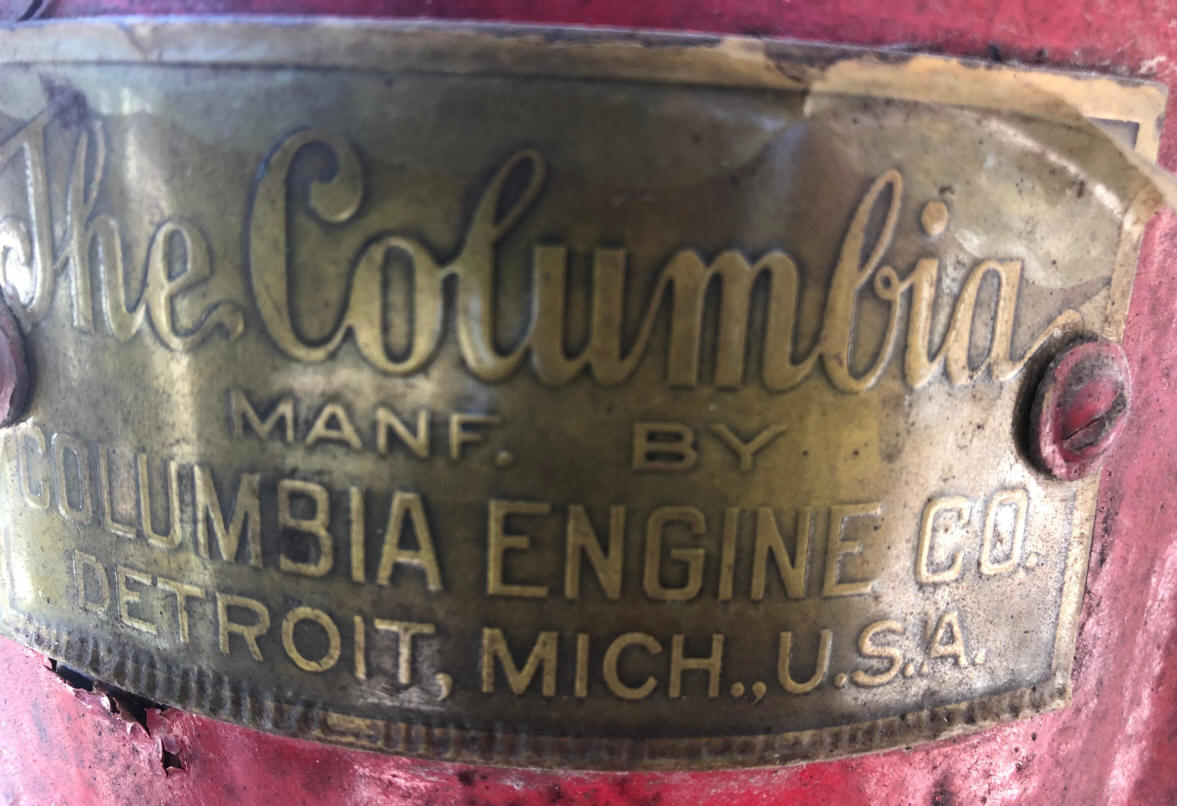 The Columbia
MANF. BY
COLUMBIA ENGINE CO.
DETROIT, MICH., U.S.A.